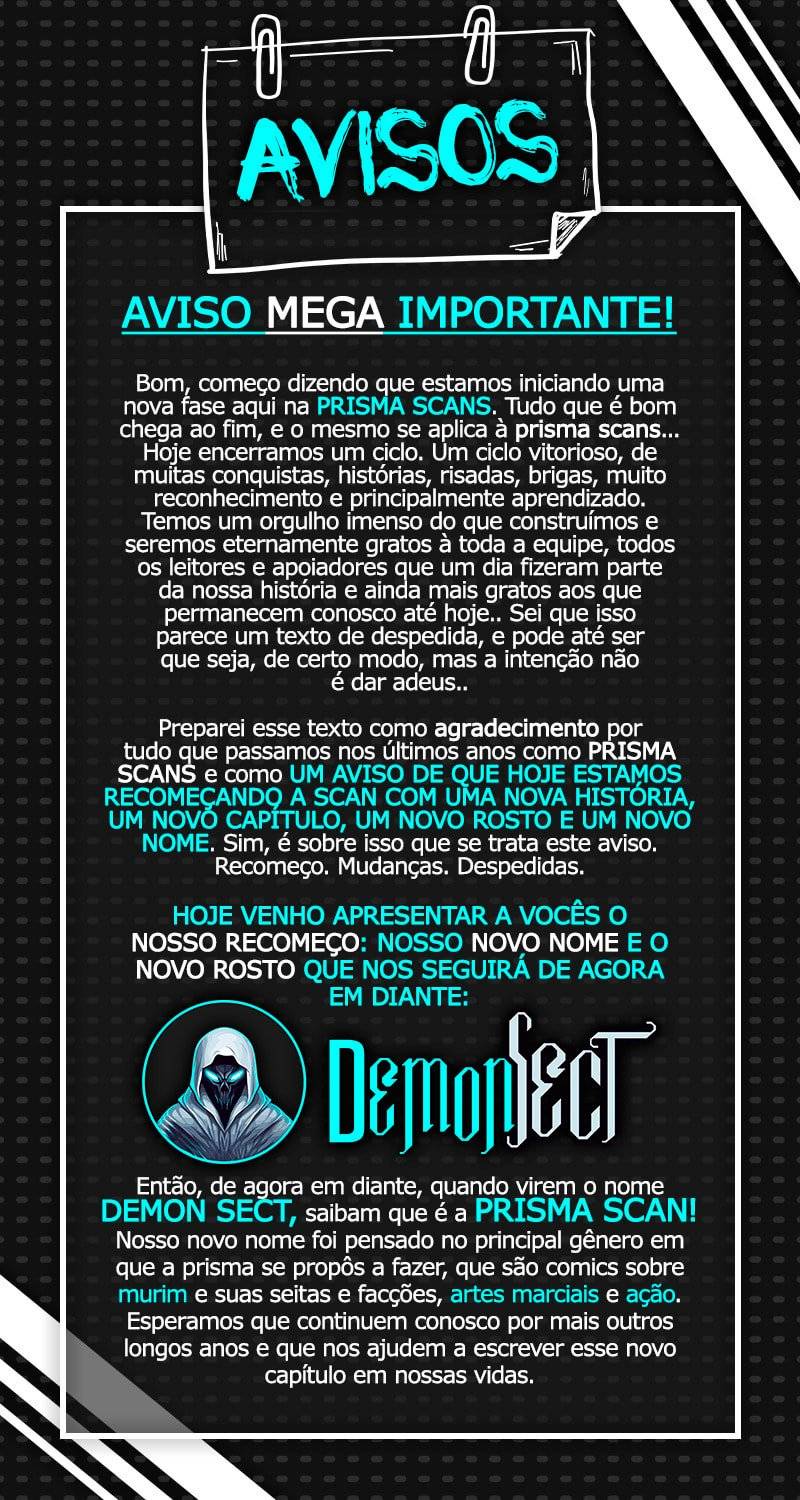 AVISOS
AVISO MEGA IMPORTANTE!
Bom, começo dizendo que estamos iniciando uma
nova fase aqui na PRISMA SCANS. Tudo que é bom
chega ao fim, e o mesmo se aplica à prisma scans...
Hoje encerramos um ciclo. Um ciclo vitorioso, de
muitas conquistas, histórias, risadas, brigas, muito
reconhecimento e principalmente aprendizado.
Temos um orgulho imenso do que construímos e
seremos eternamente gratos à toda a equipe, todos
os leitores e apoiadores que um dia fizeram parte
da nossa história e ainda mais gratos aos que
permanecem conosco até hoje.. Sei que isso
parece um texto de despedida, e pode até ser
que seja, de certo modo, mas a intenção não
é dar adeus..
Preparei esse texto como agradecimento por
tudo que passamos nos últimos anos como PRISMA
SCANS e como UM AVISO DE QUE HOJE ESTAMOS
RECOMEÇANDO A SCAN COM UMA NOVA HISTÓRIA,
UM NOVO CAPÍTULO, UM NOVO ROSTO E UM NOVO
NOME. Sim, é sobre isso que se trata este aviso.
Recomeço. Mudanças. Despedidas.
HOJE VENHO APRESENTAR A VOCÊS O
NOSSO RECOMEÇO: NOSSO NOVO NOME E O
NOVO ROSTO QUE NOS SEGUIRÁ DE AGORA
EM DIANTE:
DEMONSECT
Então, de agora em diante, quando virem o nome
DEMON SECT, saibam que é a PRISMA SCAN!
Nosso novo nome foi pensado no principal gênero em
que a prisma se propôs a fazer, que são comics sobre
murim e suas seitas e facções, artes marciais e ação.
Esperamos que continuem conosco por mais outros
longos anos e que nos ajudem a escrever esse novo
capítulo em nossas vidas.